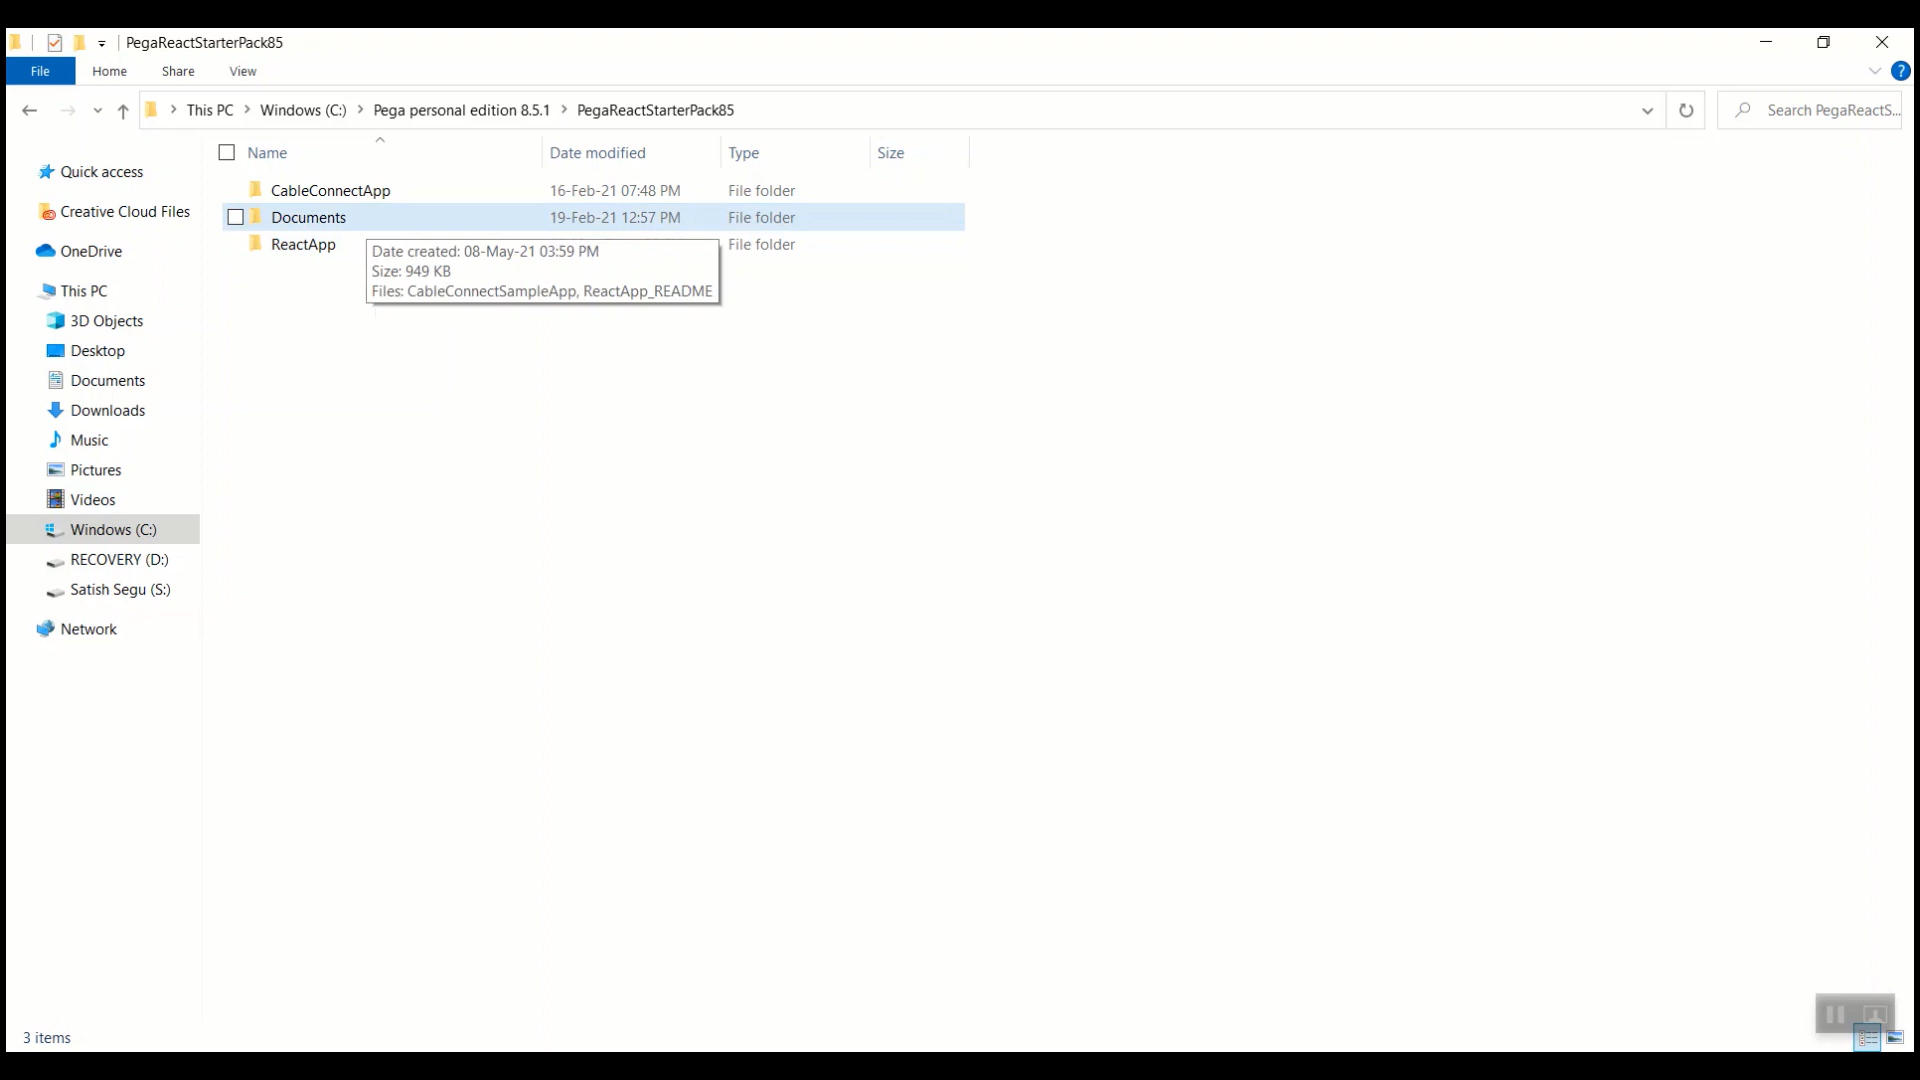 PegaReactStarterPack85
File Home Share View
This PC Windows (C:) Pega personal edition 8.5.1 PegaReactStarterPack85 Search PegaReactS...
Name Date modified Type Size
CableConnectApp 16-Feb-21 07:48 PM File folder
Documents 19-Feb-21 12:57 PM File folder
ReactApp File folder
Date created: 08-May-21 03:59 PM
Size: 949 KB
Files: CableConnectSampleApp, ReactApp_README
Quick access
Creative Cloud Files
OneDrive
This PC
3D Objects
Desktop
Documents
Downloads
Music
Pictures
Videos
Windows (C:)
RECOVERY (D:)
Satish Segu (S:)
Network
3 items